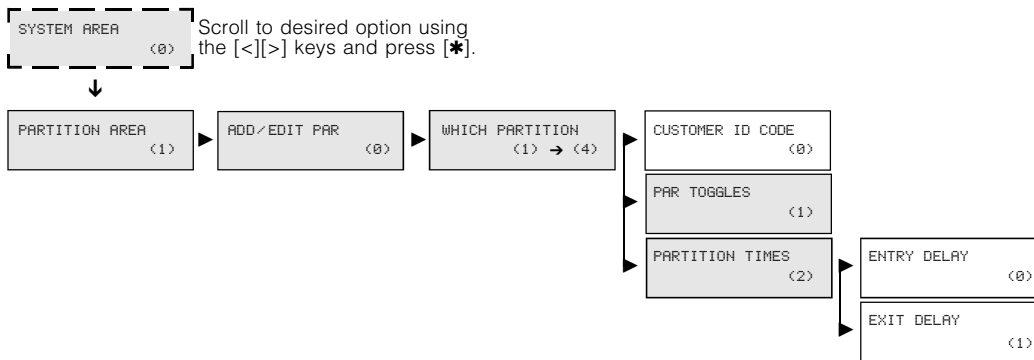 SYSTEM AREA
(0)
Scroll to desired option using
the [<][>] keys and press [✱].
PARTITION AREA
(1)
ADD/EDIT PAR
(0)
WHICH PARTITION
(1) ➔ (4)
CUSTOMER ID CODE
(0)
PAR TOGGLES
(1)
PARTITION TIMES
(2)
ENTRY DELAY
(0)
EXIT DELAY
(1)